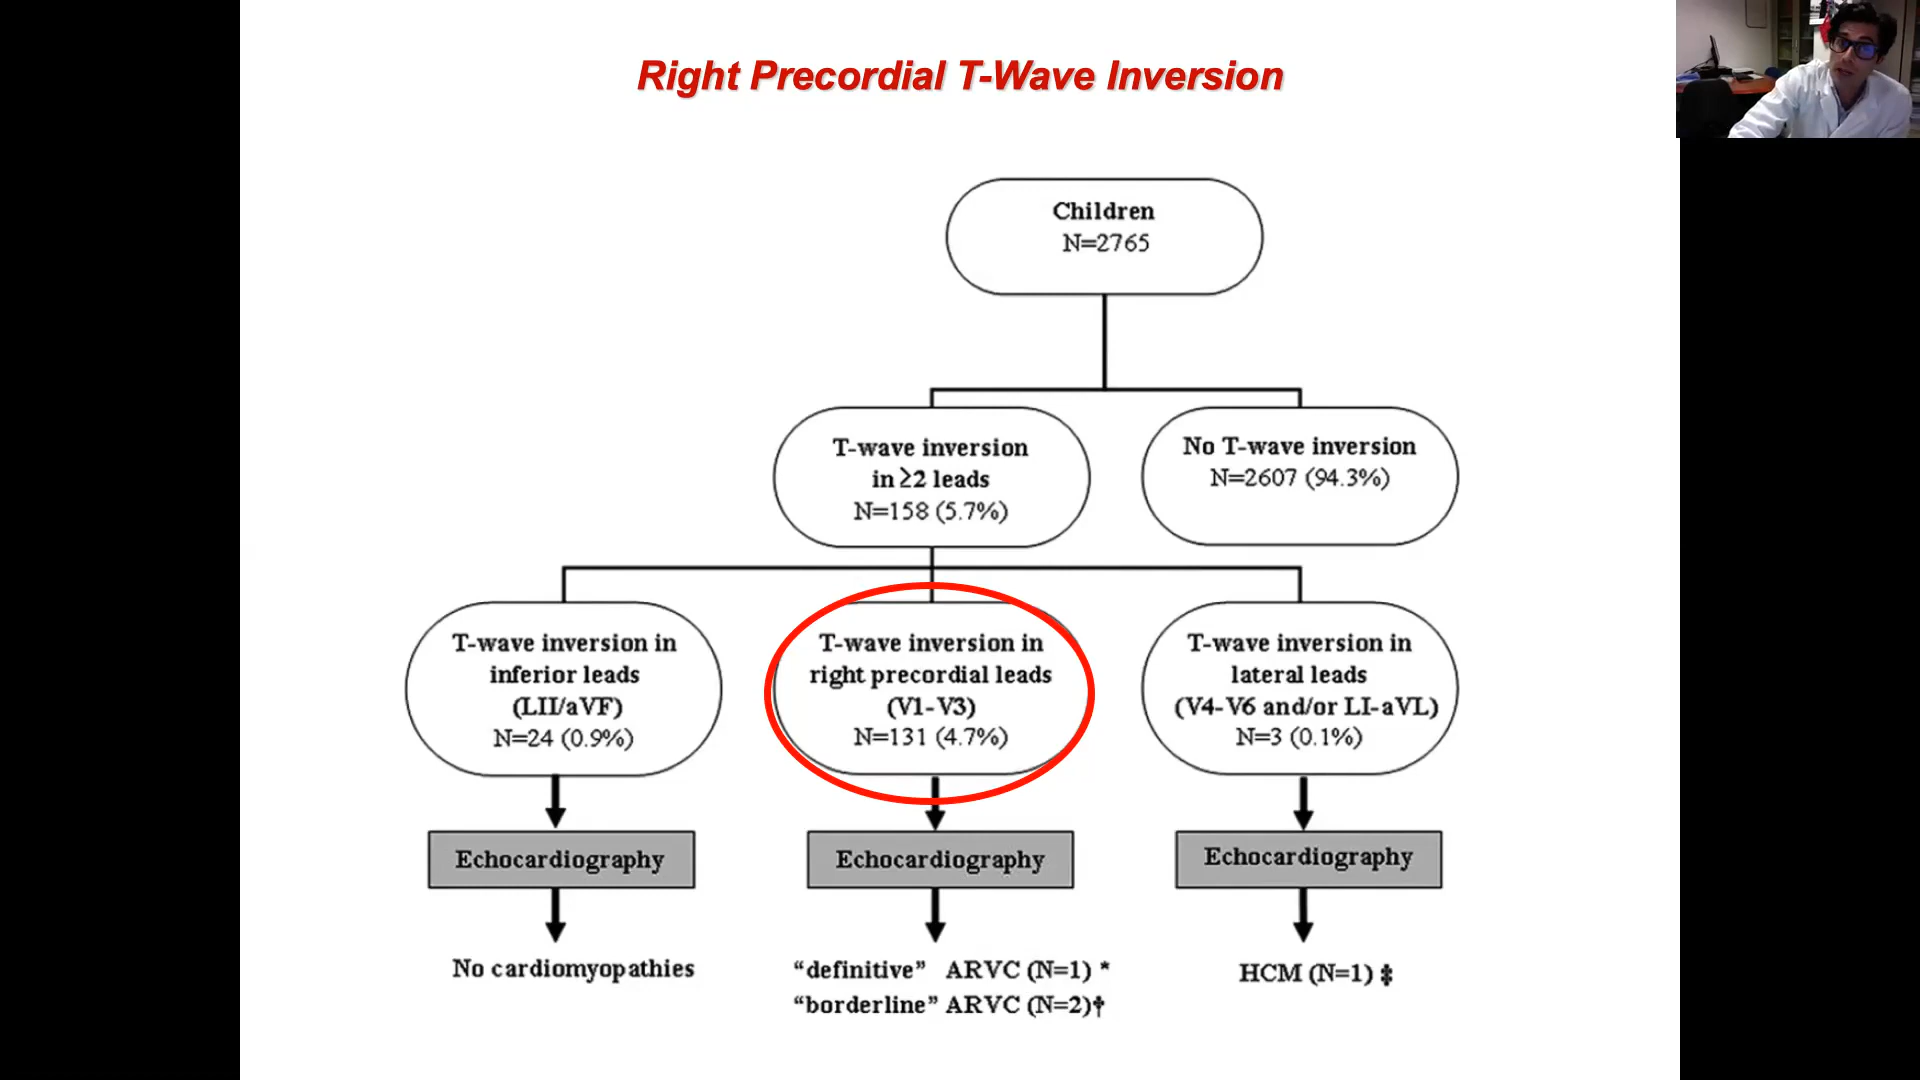 Right Precordial T-Wave Inversion
Children
N=2765
T-wave inversion
in ≥2 leads
N=158 (5.7%)
No T-wave inversion
N=2607 (94.3%)
T-wave inversion in
inferior leads
(LII/aVF)
N=24 (0.9%)
T-wave inversion in
right precordial leads
(V1-V3)
N=131 (4.7%)
T-wave inversion in
lateral leads
(V4-V6 and/or LI-aVL)
N=3 (0.1%)
Echocardiography
Echocardiography
Echocardiography
No cardiomyopathies
“definitive” ARVC (N=1) *
“borderline” ARVC (N=2)†
HCM (N=1) ‡